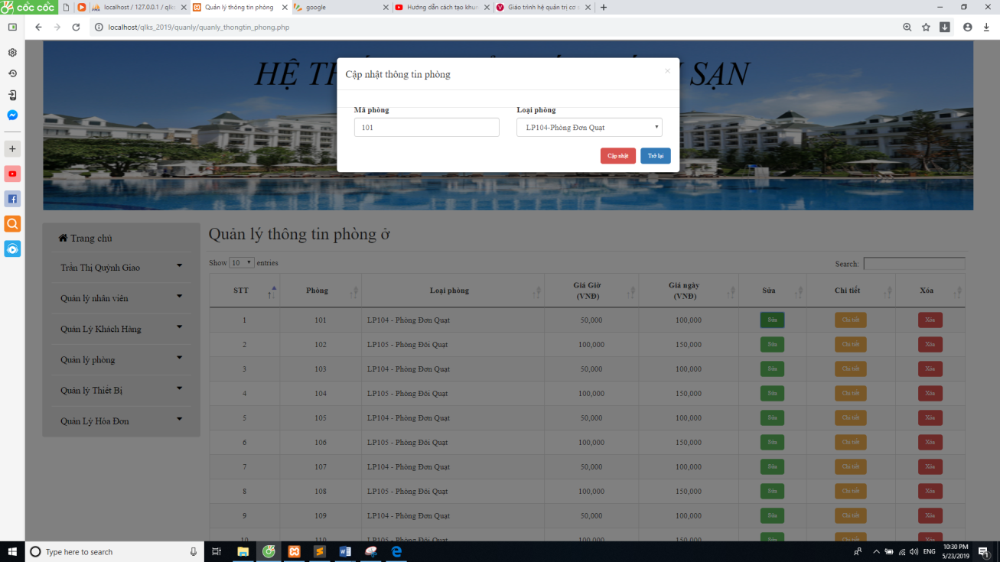 cốc cốc
localhost / 127.0.0.1 / qlks
Quản lý thông tin phòng
google
Hướng dẫn cách tạo khun
Giáo trình hệ quản trị cơ s
localhost/qlks_2019/quanly/quanly_thongtin_phong.php
HỆ TH
SẠN
Cập nhật thông tin phòng
×
Mã phòng
Loại phòng
101
LP104-Phòng Đơn Quạt
Cập nhật
Trở lại
Trang chủ
Trần Thị Quỳnh Giao
Quản lý nhân viên
Quản Lý Khách Hàng
Quản lý phòng
Quản lý Thiết Bị
Quản Lý Hóa Đơn
Quản lý thông tin phòng ở
Show 10 entries
Search:
STT Phòng Loại phòng Giá Giờ (VNĐ) Giá ngày (VNĐ) Sửa Chi tiết Xóa
1 101 LP104 - Phòng Đơn Quạt 50,000 100,000 Sửa Chi tiết Xóa
2 102 LP105 - Phòng Đôi Quạt 100,000 150,000 Sửa Chi tiết Xóa
3 103 LP104 - Phòng Đơn Quạt 50,000 100,000 Sửa Chi tiết Xóa
4 104 LP105 - Phòng Đôi Quạt 100,000 150,000 Sửa Chi tiết Xóa
5 105 LP104 - Phòng Đơn Quạt 50,000 100,000 Sửa Chi tiết Xóa
6 106 LP105 - Phòng Đôi Quạt 100,000 150,000 Sửa Chi tiết Xóa
7 107 LP104 - Phòng Đơn Quạt 50,000 100,000 Sửa Chi tiết Xóa
8 108 LP105 - Phòng Đôi Quạt 100,000 150,000 Sửa Chi tiết Xóa
9 109 LP104 - Phòng Đơn Quạt 50,000 100,000 Sửa Chi tiết Xóa
10 110 LP105 - Phòng Đôi Quạt 100,000 150,000 Sửa Chi tiết Xóa
Type here to search
ENG
10:30 PM
5/23/2019
1